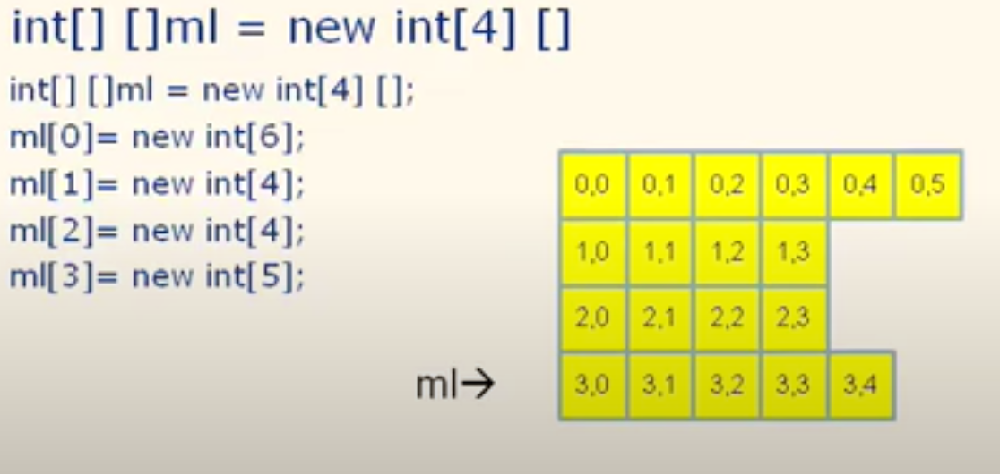 int[] []ml = new int[4] []
int[] []ml = new int[4] [];
ml[0]= new int[6];
ml[1]= new int[4];
ml[2]= new int[4];
ml[3]= new int[5];
0,0 0,1 0,2 0,3 0,4 0,5
1,0 1,1 1,2 1,3
2,0 2,1 2,2 2,3
ml→ 3,0 3,1 3,2 3,3 3,4